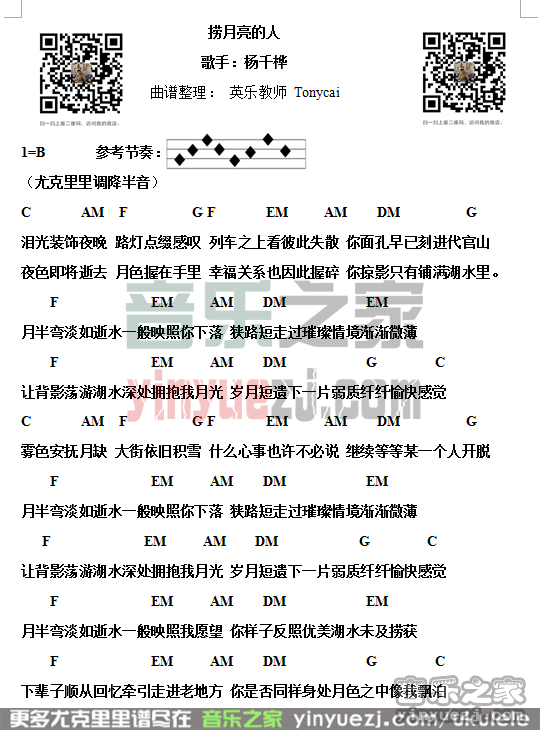 捞月亮的人
歌手：杨千桦
曲谱整理： 英乐教师 Tonycai
扫一扫上面二维码，访问我的微店。
扫一扫上面二维码，访问我的微店。
1=B 参考节奏：
（尤克里里调降半音）
C AM F G F EM AM DM G
泪光装饰夜晚 路灯点缀感叹 列车之上看彼此失散 你面孔早已刻进代官山
夜色即将逝去 月色握在手里 幸福关系也因此握碎 你掠影只有铺满湖水里。
F EM AM DM EM
月半弯淡如逝水一般映照你下落 狭路短走过璀璨情境渐渐微薄
F EM AM DM G C
让背影荡游湖水深处拥抱我月光 岁月短遗下一片弱质纤纤愉快感觉
C AM F G F EM AM DM G
雾色安抚月缺 大街依旧积雪 什么心事也许不必说 继续等等某一个人开脱
F EM AM DM EM
月半弯淡如逝水一般映照你下落 狭路短走过璀璨情境渐渐微薄
F EM AM DM G C
让背影荡游湖水深处拥抱我月光 岁月短遗下一片弱质纤纤愉快感觉
F EM AM DM EM
月半弯淡如逝水一般映照我愿望 你样子反照优美湖水未及捞获
F EM AM DM G C
下辈子顺从回忆牵引走进老地方 你是否同样身处月色之中像我飘泊
音乐之家
yinyuezj.com
音乐之家
yinyuezj.com
更多尤克里里谱尽在 音乐之家 yinyuezj.com/ukulele